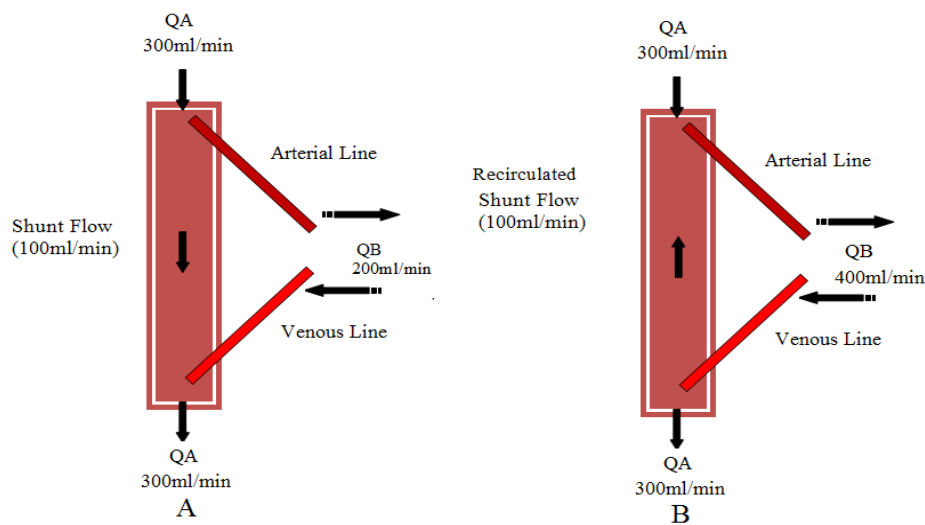 QA
300ml/min
Arterial Line
Shunt Flow
(100ml/min)
QB
200ml/min
Venous Line
QA
300ml/min
A
QA
300ml/min
Arterial Line
Recirculated
Shunt Flow
(100ml/min)
QB
400ml/min
Venous Line
QA
300ml/min
B